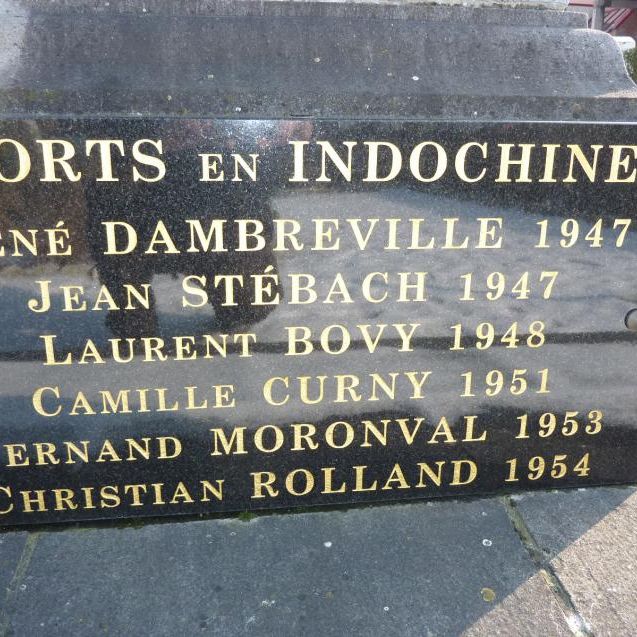 ORTS EN INDOCHINE
ENÉ DAMBREVILLE 1947
JEAN STÉBACH 1947
LAURENT BOVY 1948
CAMILLE CURNY 1951
ERNAND MORONVAL 1953
CHRISTIAN ROLLAND 1954